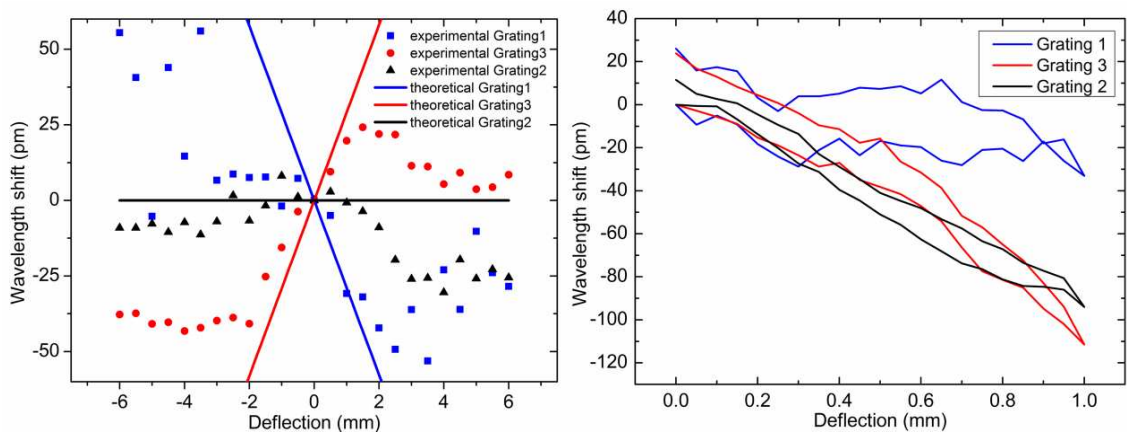 50
25
0
-25
-50
Wavelength shift (pm)
-6
-4
-2
0
2
4
6
Deflection (mm)
experimental Grating1
experimental Grating3
experimental Grating2
theoretical Grating1
theoretical Grating3
theoretical Grating2
40
20
0
-20
-40
-60
-80
-100
-120
Wavelength shift (pm)
0.0
0.2
0.4
0.6
0.8
1.0
Deflection (mm)
Grating 1
Grating 3
Grating 2